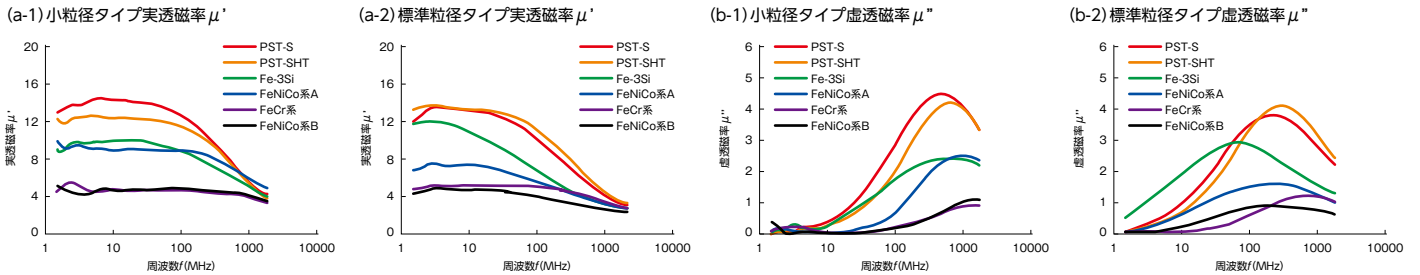 (a-1)小粒径タイプ実透磁率μ'
20
16
12
8
4
0
実透磁率μ'
1
10
100
1000
10000
周波数f(MHz)
PST-S
PST-SHT
Fe-3Si
FeNiCo系A
FeCr系
FeNiCo系B
(a-2)標準粒径タイプ実透磁率μ'
20
16
12
8
4
0
実透磁率μ'
1
10
100
1000
10000
周波数f(MHz)
PST-S
PST-SHT
Fe-3Si
FeNiCo系A
FeCr系
FeNiCo系B
(b-1)小粒径タイプ虚透磁率μ"
6
5
4
3
2
1
0
虚透磁率μ"
1
10
100
1000
10000
周波数f(MHz)
PST-S
PST-SHT
Fe-3Si
FeNiCo系A
FeCr系
FeNiCo系B
(b-2)標準粒径タイプ虚透磁率μ"
6
5
4
3
2
1
0
虚透磁率μ"
1
10
100
1000
10000
周波数f(MHz)
PST-S
PST-SHT
Fe-3Si
FeNiCo系A
FeCr系
FeNiCo系B